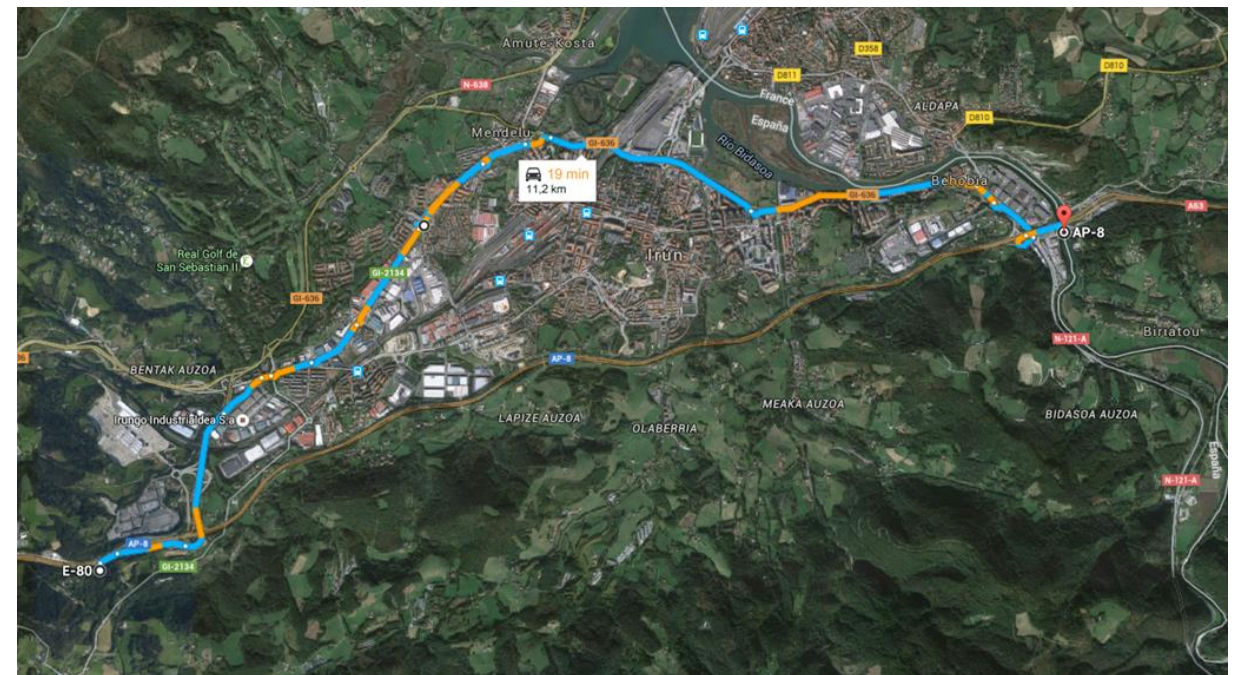 Amute-Kosta
D358
D811
D810
N-638
France
España
ALDAPA
D810
Mendelu
GI-636
Río Bidasoa
19 min
11,2 km
Behobia
GI-636
A63
AP-8
Real Golf de
San Sebastian II
GI-2134
Irun
GI-636
N-121-A
Biriatou
36
BENTAK AUZOA
AP-8
Irungo Industrialdea S.a
LAPIZE AUZOA
OLABERRIA
MEAKA AUZOA
BIDASOA AUZOA
España
N-121-A
AP-8
E-80
GI-2134